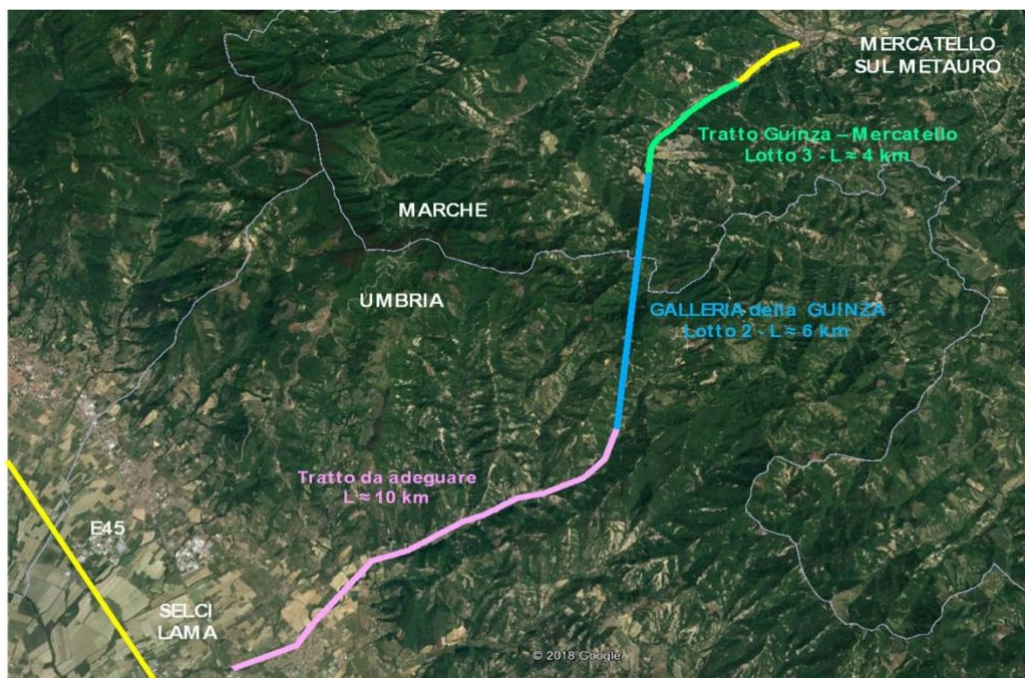 MERCATELLO
SUL METAURO
Tratto Guinza – Mercatello
Lotto 3 - L ≈ 4 km
MARCHE
UMBRIA
GALLERIA della GUINZA
Lotto 2 - L ≈ 6 km
Tratto da adeguare
L ≈ 10 km
E45
SELCI
LAMA
© 2018 Google